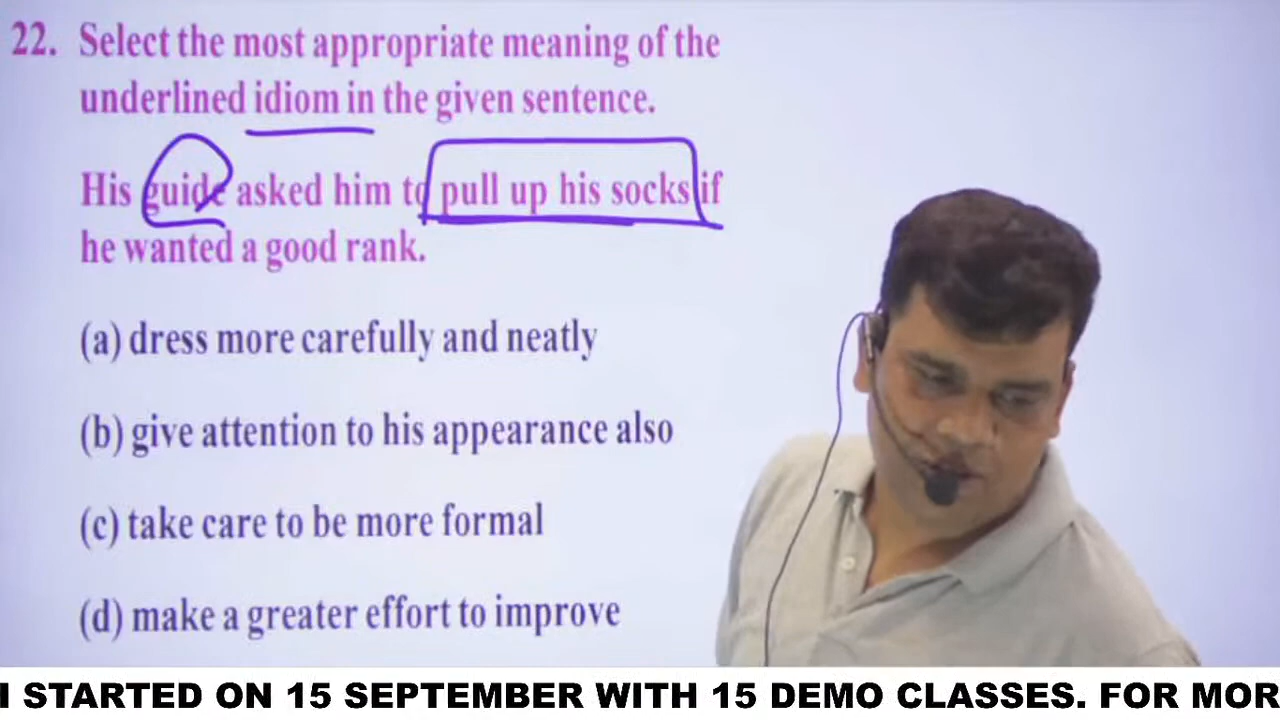 22. Select the most appropriate meaning of the
underlined idiom in the given sentence.
His guide asked him to pull up his socks if
he wanted a good rank.
(a) dress more carefully and neatly
(b) give attention to his appearance also
(c) take care to be more formal
(d) make a greater effort to improve
STARTED ON 15 SEPTEMBER WITH 15 DEMO CLASSES. FOR MOR